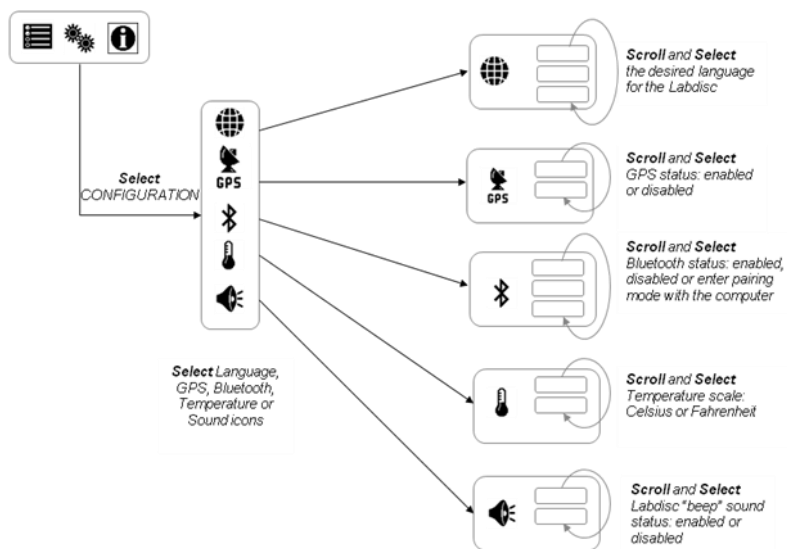 Select
CONFIGURATION
GPS
Select Language,
GPS, Bluetooth,
Temperature or
Sound icons
Scroll and Select
the desired language
for the Labdisc
GPS
Scroll and Select
GPS status: enabled
or disabled
Scroll and Select
Bluetooth status: enabled,
disabled or enter pairing
mode with the computer
Scroll and Select
Temperature scale:
Celsius or Fahrenheit
Scroll and Select
Labdisc "beep" sound
status: enabled or
disabled